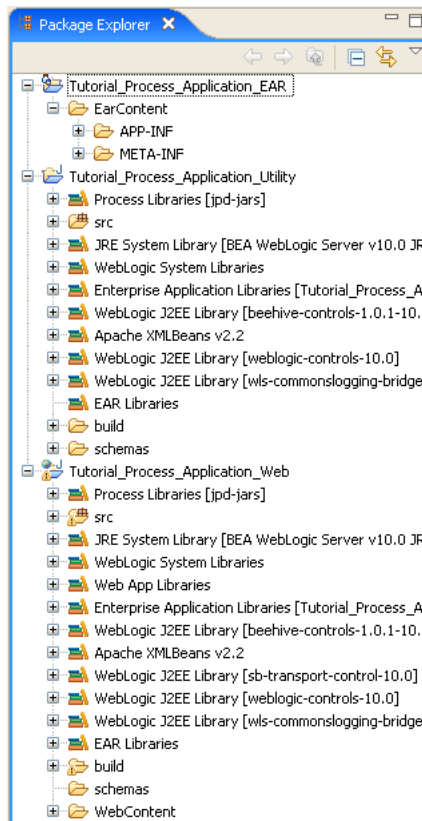 Package Explorer
Tutorial_Process_Application_EAR
EarContent
APP-INF
META-INF
Tutorial_Process_Application_Utility
Process Libraries [jpd-jars]
src
JRE System Library [BEA WebLogic Server v10.0 JR
WebLogic System Libraries
Enterprise Application Libraries [Tutorial_Process_A
WebLogic J2EE Library [beehive-controls-1.0.1-10.
Apache XMLBeans v2.2
WebLogic J2EE Library [weblogic-controls-10.0]
WebLogic J2EE Library [wls-commonslogging-bridge
EAR Libraries
build
schemas
Tutorial_Process_Application_Web
Process Libraries [jpd-jars]
src
JRE System Library [BEA WebLogic Server v10.0 JR
WebLogic System Libraries
Web App Libraries
Enterprise Application Libraries [Tutorial_Process_A
WebLogic J2EE Library [beehive-controls-1.0.1-10.
Apache XMLBeans v2.2
WebLogic J2EE Library [sb-transport-control-10.0]
WebLogic J2EE Library [weblogic-controls-10.0]
WebLogic J2EE Library [wls-commonslogging-bridge
EAR Libraries
build
schemas
WebContent